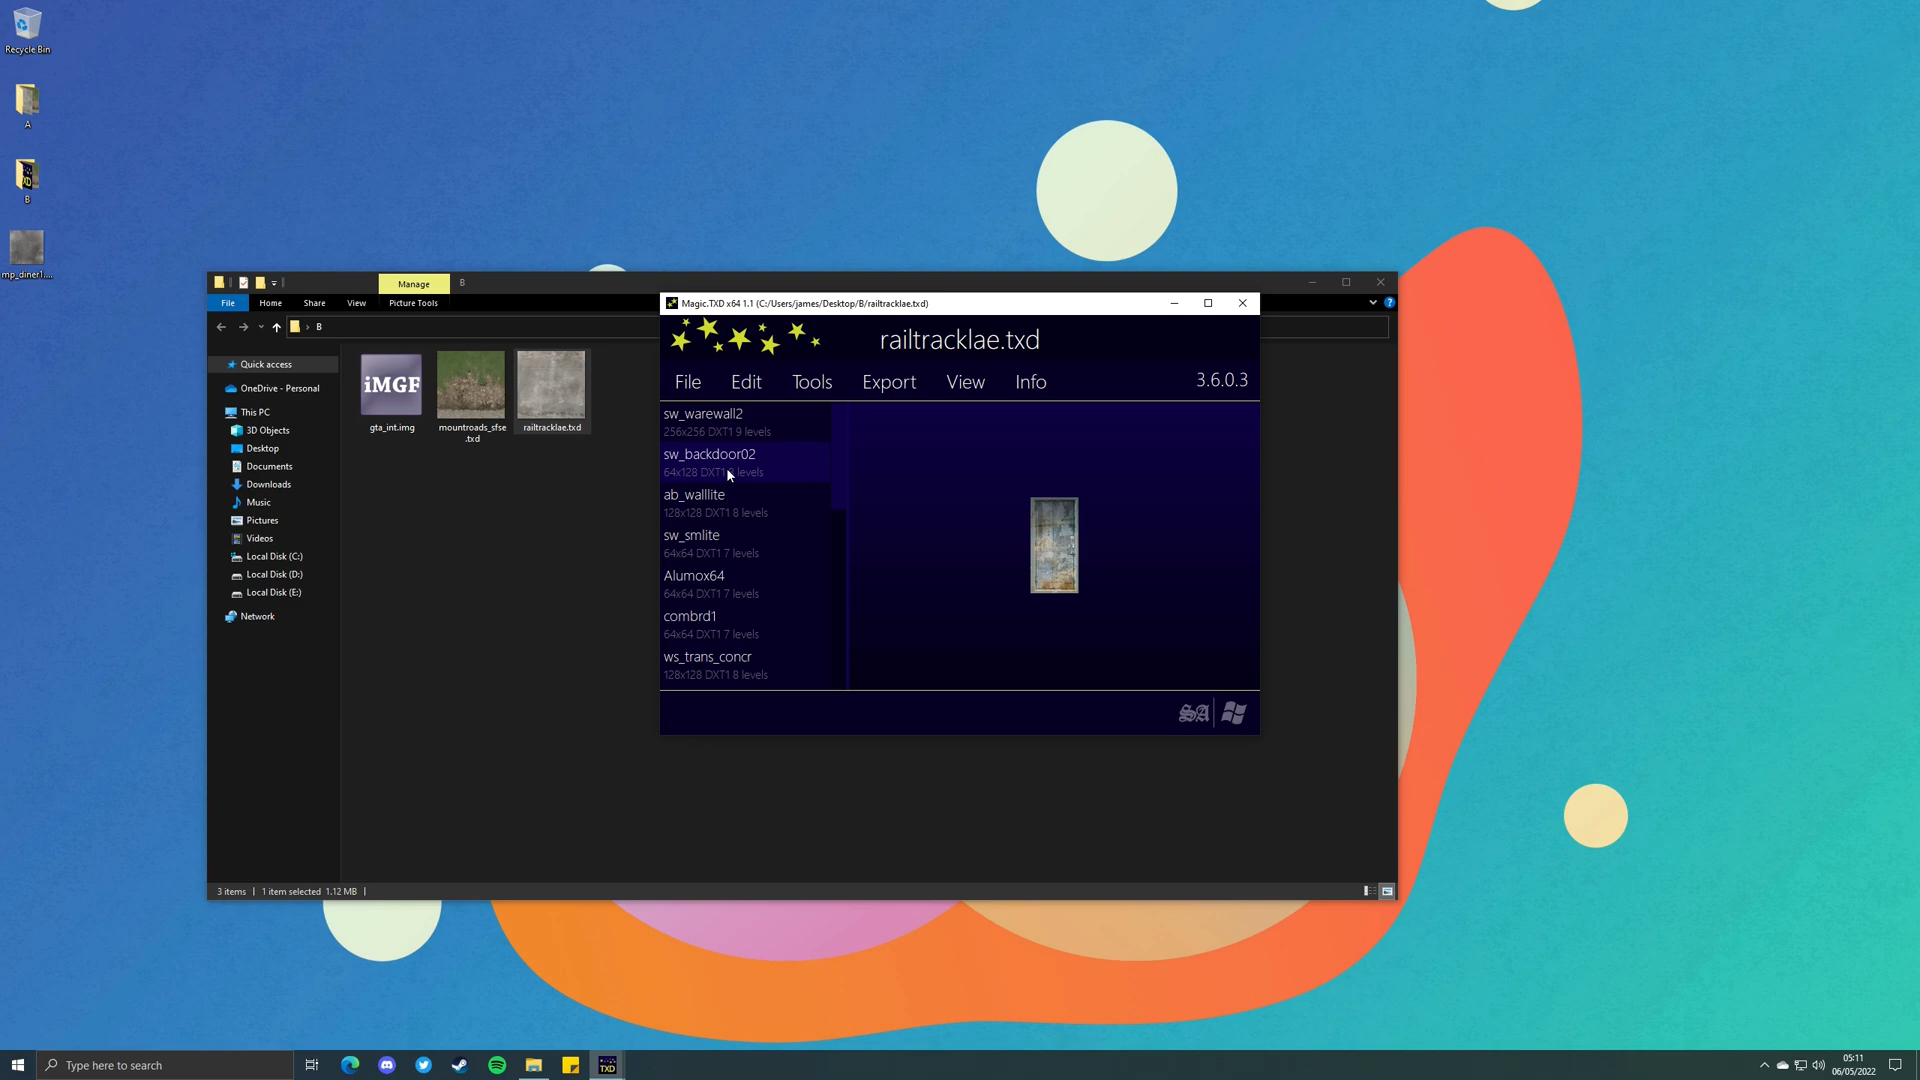 Recycle Bin
A
B
mp_diner1....
Manage
B
File
Home
Share
View
Picture Tools
B
Quick access
OneDrive - Personal
This PC
3D Objects
Desktop
Documents
Downloads
Music
Pictures
Videos
Local Disk (C:)
Local Disk (D:)
Local Disk (E:)
Network
iMGF
gta_int.img
mountroads_sfse
.txd
railtracklae.txd
3 items
1 item selected 1.12 MB
Magic.TXD x64 1.1 (C:/Users/james/Desktop/B/railtracklae.txd)
railtracklae.txd
File
Edit
Tools
Export
View
Info
3.6.0.3
sw_warewall2
256x256 DXT1 9 levels
sw_backdoor02
64x128 DXT1 levels
ab_walllite
128x128 DXT1 8 levels
sw_smlite
64x64 DXT1 7 levels
Alumox64
64x64 DXT1 7 levels
combrd1
64x64 DXT1 7 levels
ws_trans_concr
128x128 DXT1 8 levels
SA
Type here to search
TXD
05:11
06/05/2022